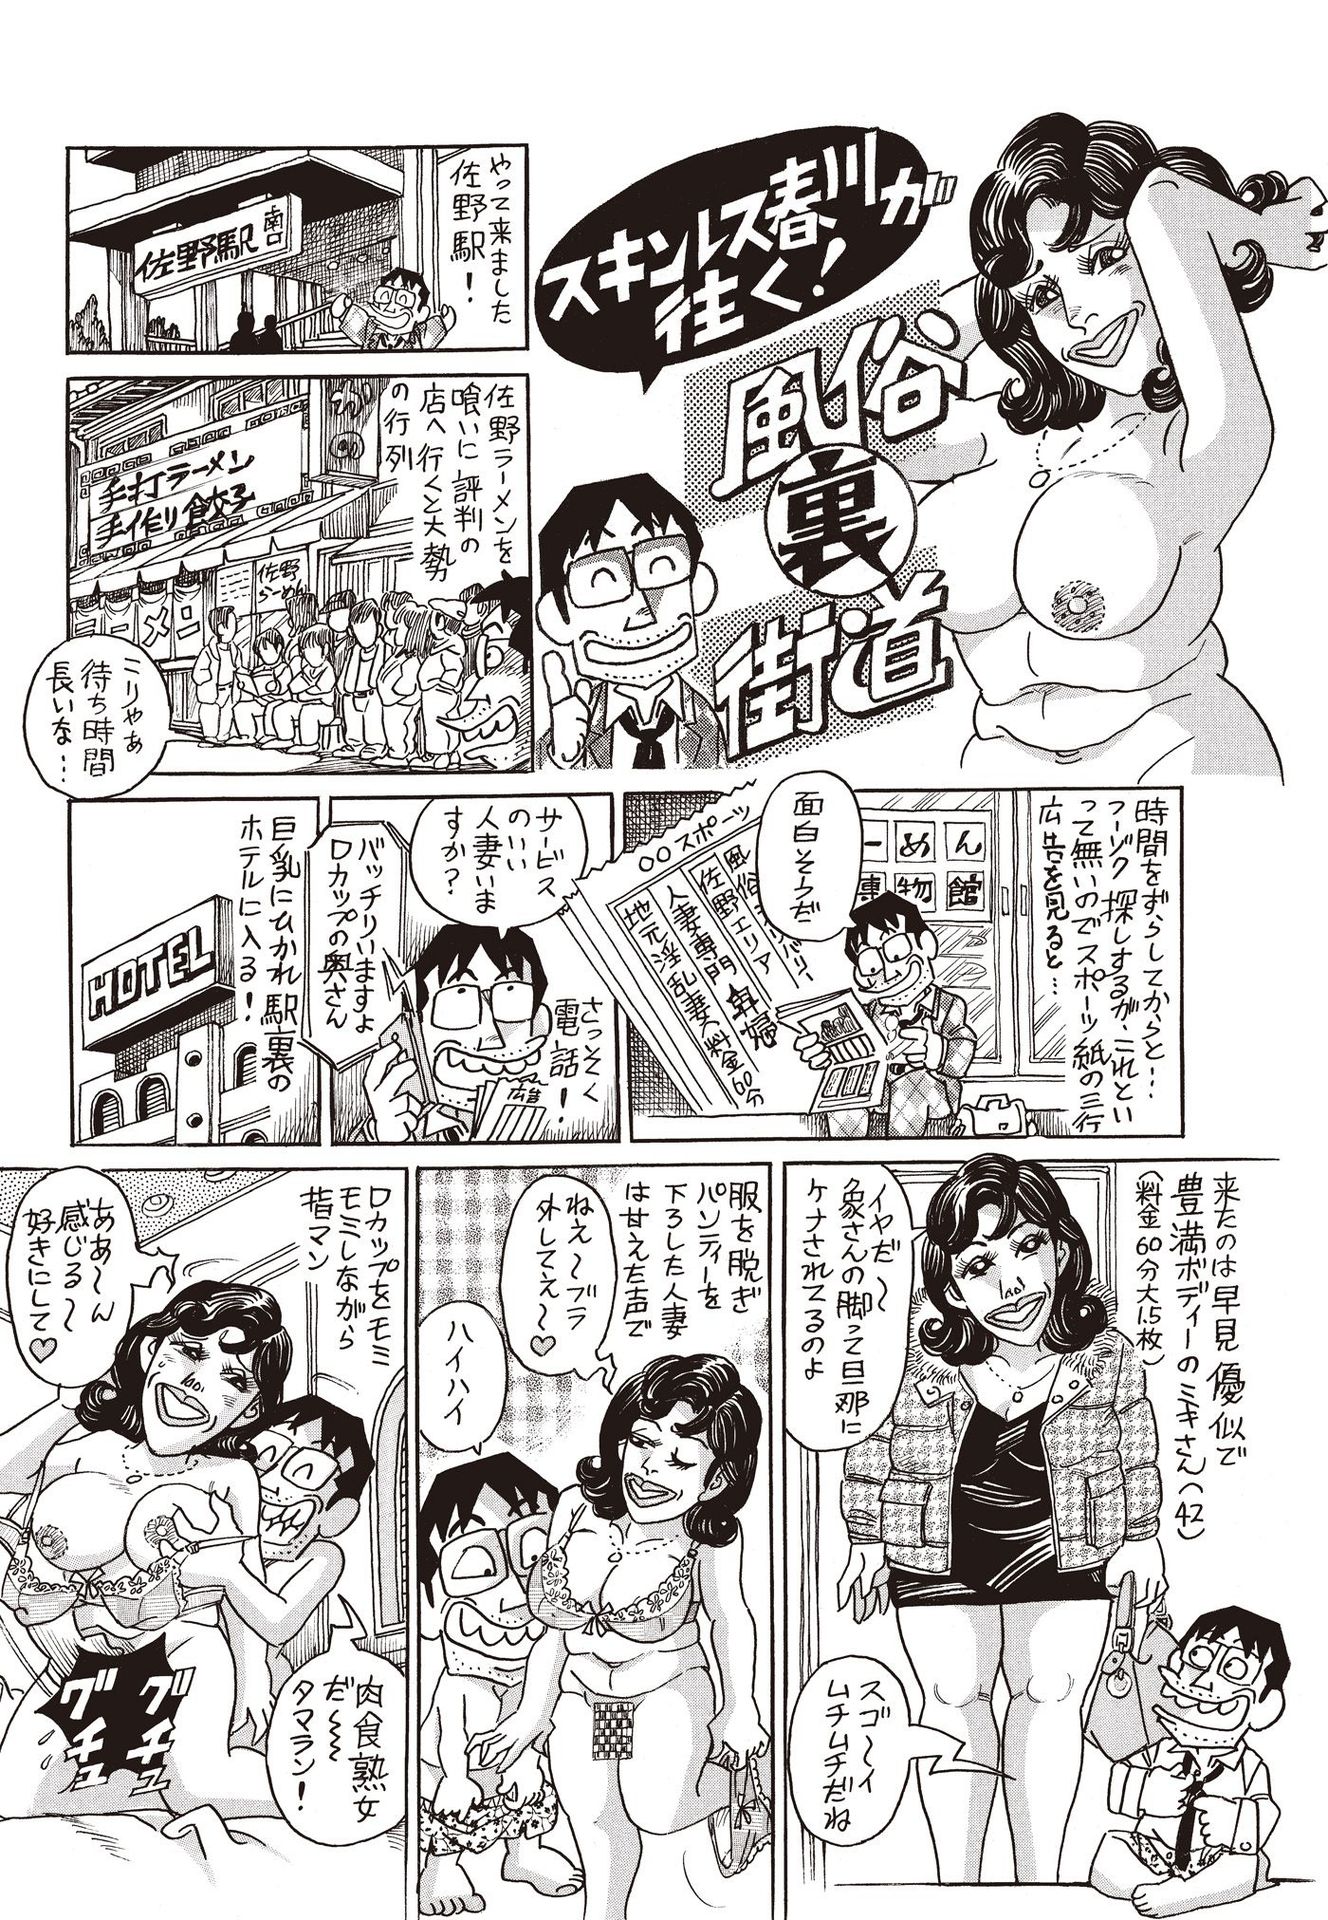 スキンレス春川が
往く!
風俗
裏
街道
やって来ました
佐野駅!
佐野駅
南口
佐野ラーメンを
喰いに評判の
店へ行くと大勢
の行列
手打ラーメン
手作り餃子
佐野
らーめん
ラーメン
こりゃあ
待ち時間
長いな…
時間をずらしてからと…
フーゾク探しするが、これとい
って無いのでスポーツ紙の三行
広告を見ると…
らーめん
博物館
面白そうだ
○○スポーツ
佐野エリア
人妻専門
地元淫乱妻 料金60分
サービス
のいい
人妻いま
すか?
さっそく
電話!
バッチリいますよ
Ｏカップの奥さん
巨乳にひかれ駅裏の
ホテルに入る!
HOTEL
来たのは早見優似で
豊満ボディーのミキさん(42)
(料金60分大1.5枚)
イヤだ〜
象さんの脚って旦那に
ケナされてるのよ
スゴ〜イ
ムチムチだね
服を脱ぎ
パンティーを
下ろした人妻
は甘えた声で
ねえ〜ブラ
外してえ〜♡
ハイハイ
Ｏカップをモミ
モミしながら
指マン
ああ〜ん
感じる〜
好きにして♡
グチュ
グチュ
肉食熟女
だ〜〜
タマラン!